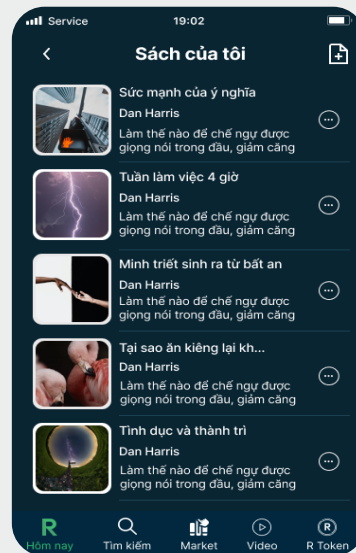 Service
19:02
Sách của tôi
Sức mạnh của ý nghĩa
Dan Harris
Làm thế nào để chế ngự được
giọng nói trong đầu, giảm căng
Tuần làm việc 4 giờ
Dan Harris
Làm thế nào để chế ngự được
giọng nói trong đầu, giảm căng
Minh triết sinh ra từ bất an
Dan Harris
Làm thế nào để chế ngự được
giọng nói trong đầu, giảm căng
Tại sao ăn kiêng lại kh...
Dan Harris
Làm thế nào để chế ngự được
giọng nói trong đầu, giảm căng
Tình dục và thành trì
Dan Harris
Làm thế nào để chế ngự được
giọng nói trong đầu, giảm căng
R
R
Hôm nay
Tìm kiếm
Market
Video
R Token